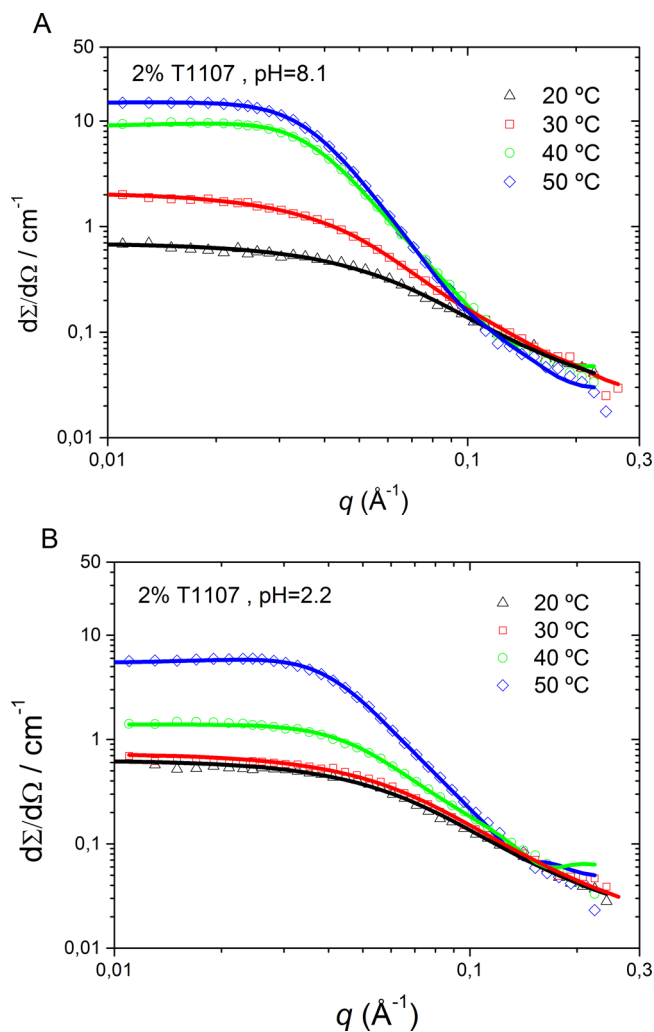 A
50
2% T1107 , pH=8.1
20 ºC
30 ºC
40 ºC
50 ºC
10
1
0,1
0,01
dΣ/dΩ / cm⁻¹
0,01
0,1
0,3
q (Å⁻¹)
B
50
2% T1107 , pH=2.2
20 ºC
30 ºC
40 ºC
50 ºC
10
1
0,1
0,01
dΣ/dΩ / cm⁻¹
0,01
0,1
0,3
q (Å⁻¹)